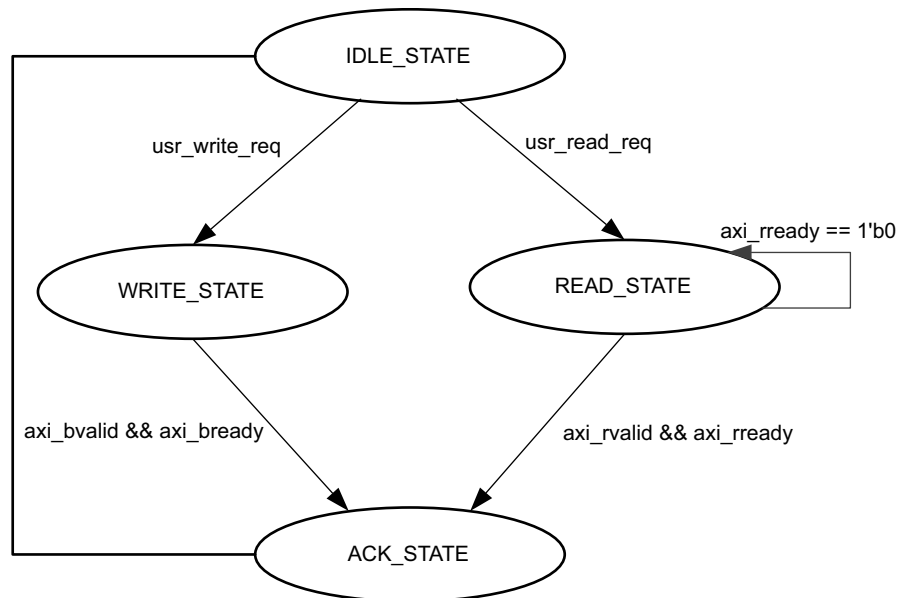 IDLE_STATE
usr_write_req
usr_read_req
axi_rready == 1'b0
WRITE_STATE
READ_STATE
axi_bvalid && axi_bready
axi_rvalid && axi_rready
ACK_STATE